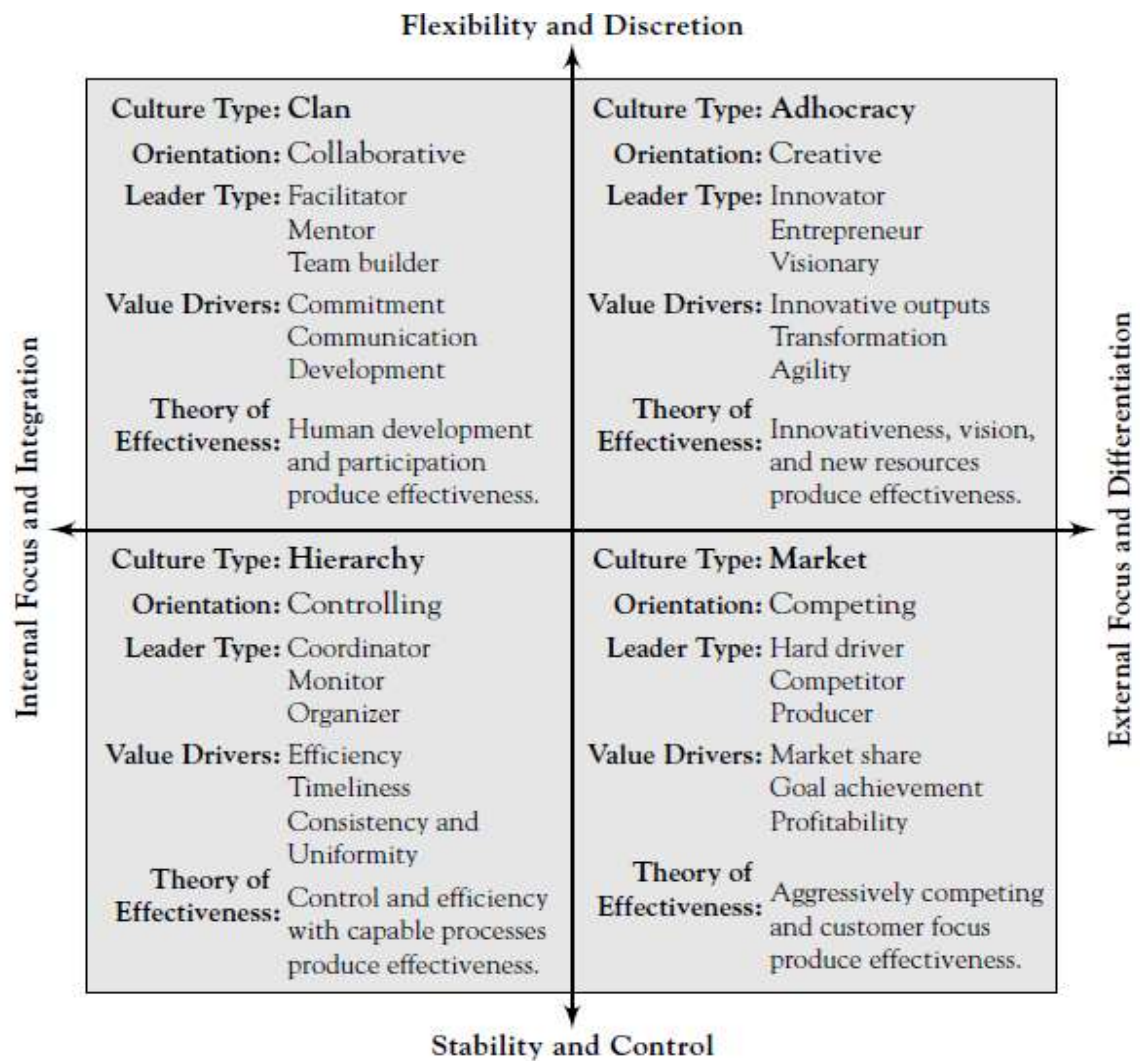 Flexibility and Discretion
Culture Type: Clan
Orientation: Collaborative
Leader Type: Facilitator
Mentor
Team builder
Value Drivers: Commitment
Communication
Development
Theory of
Effectiveness: Human development
and participation
produce effectiveness.
Culture Type: Adhocracy
Orientation: Creative
Leader Type: Innovator
Entrepreneur
Visionary
Value Drivers: Innovative outputs
Transformation
Agility
Theory of
Effectiveness: Innovativeness, vision,
and new resources
produce effectiveness.
Internal Focus and Integration
External Focus and Differentiation
Culture Type: Hierarchy
Orientation: Controlling
Leader Type: Coordinator
Monitor
Organizer
Value Drivers: Efficiency
Timeliness
Consistency and
Uniformity
Theory of
Effectiveness: Control and efficiency
with capable processes
produce effectiveness.
Culture Type: Market
Orientation: Competing
Leader Type: Hard driver
Competitor
Producer
Value Drivers: Market share
Goal achievement
Profitability
Theory of
Effectiveness: Aggressively competing
and customer focus
produce effectiveness.
Stability and Control